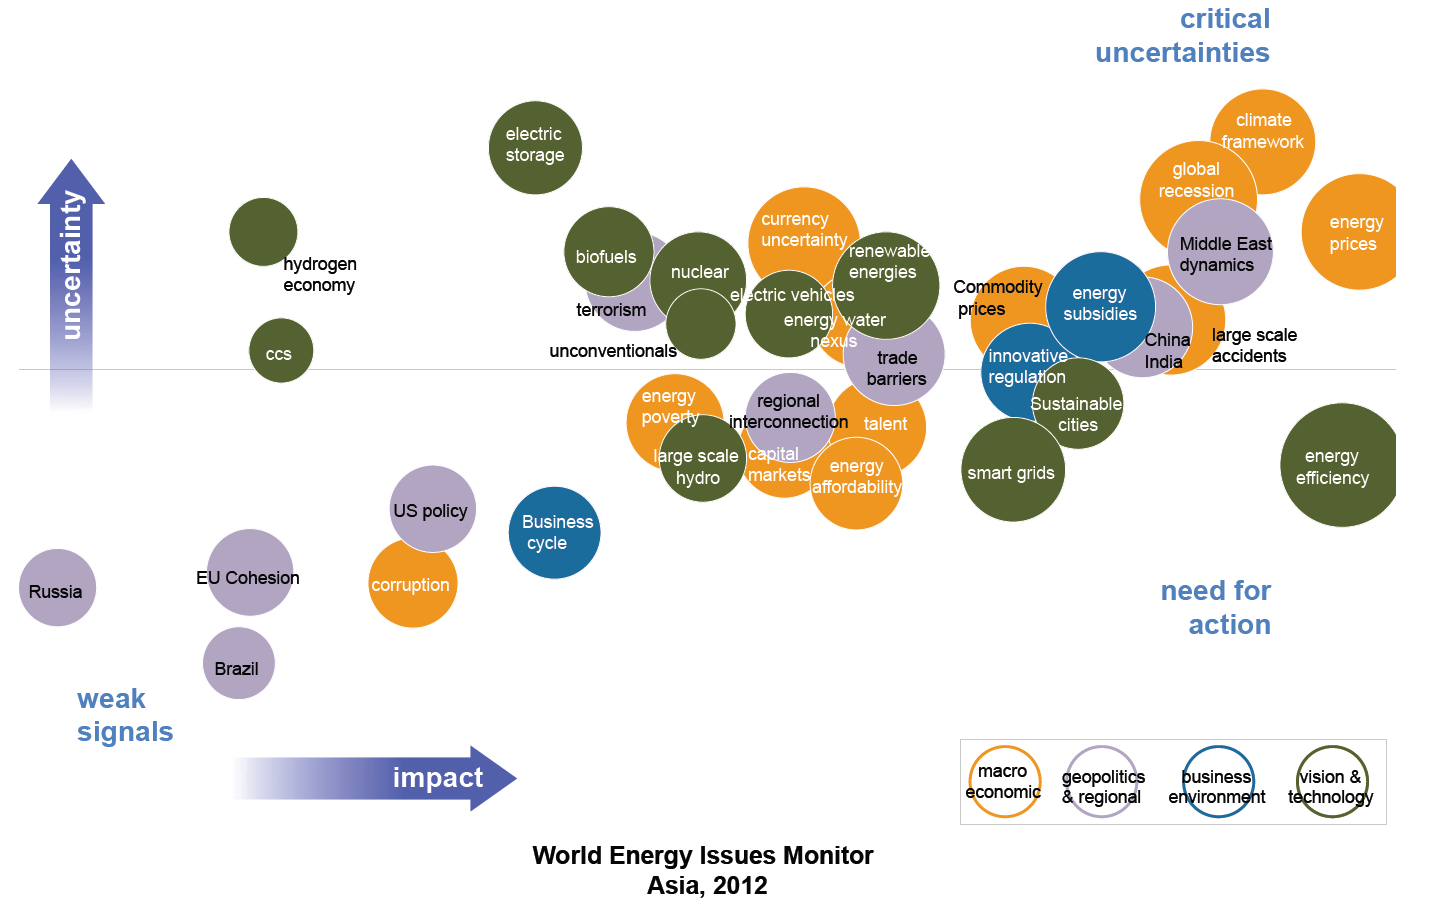 critical
uncertainties
climate
framework
electric
storage
global
recession
uncertainty
currency
uncertainty
energy
prices
renewable
energies
Middle East
dynamics
biofuels
nuclear
hydrogen
economy
Commodity
prices
electric vehicles
energy
subsidies
terrorism
energy water
nexus
large scale
accidents
China
India
ccs
unconventionals
trade
barriers
innovative
regulation
energy
poverty
regional
interconnection
Sustainable
cities
talent
large scale
hydro
capital
markets
energy
affordability
smart grids
energy
efficiency
US policy
Business
cycle
EU Cohesion
corruption
Russia
need for
action
Brazil
weak
signals
impact
macro
economic
geopolitics
& regional
business
environment
vision &
technology
World Energy Issues Monitor
Asia, 2012